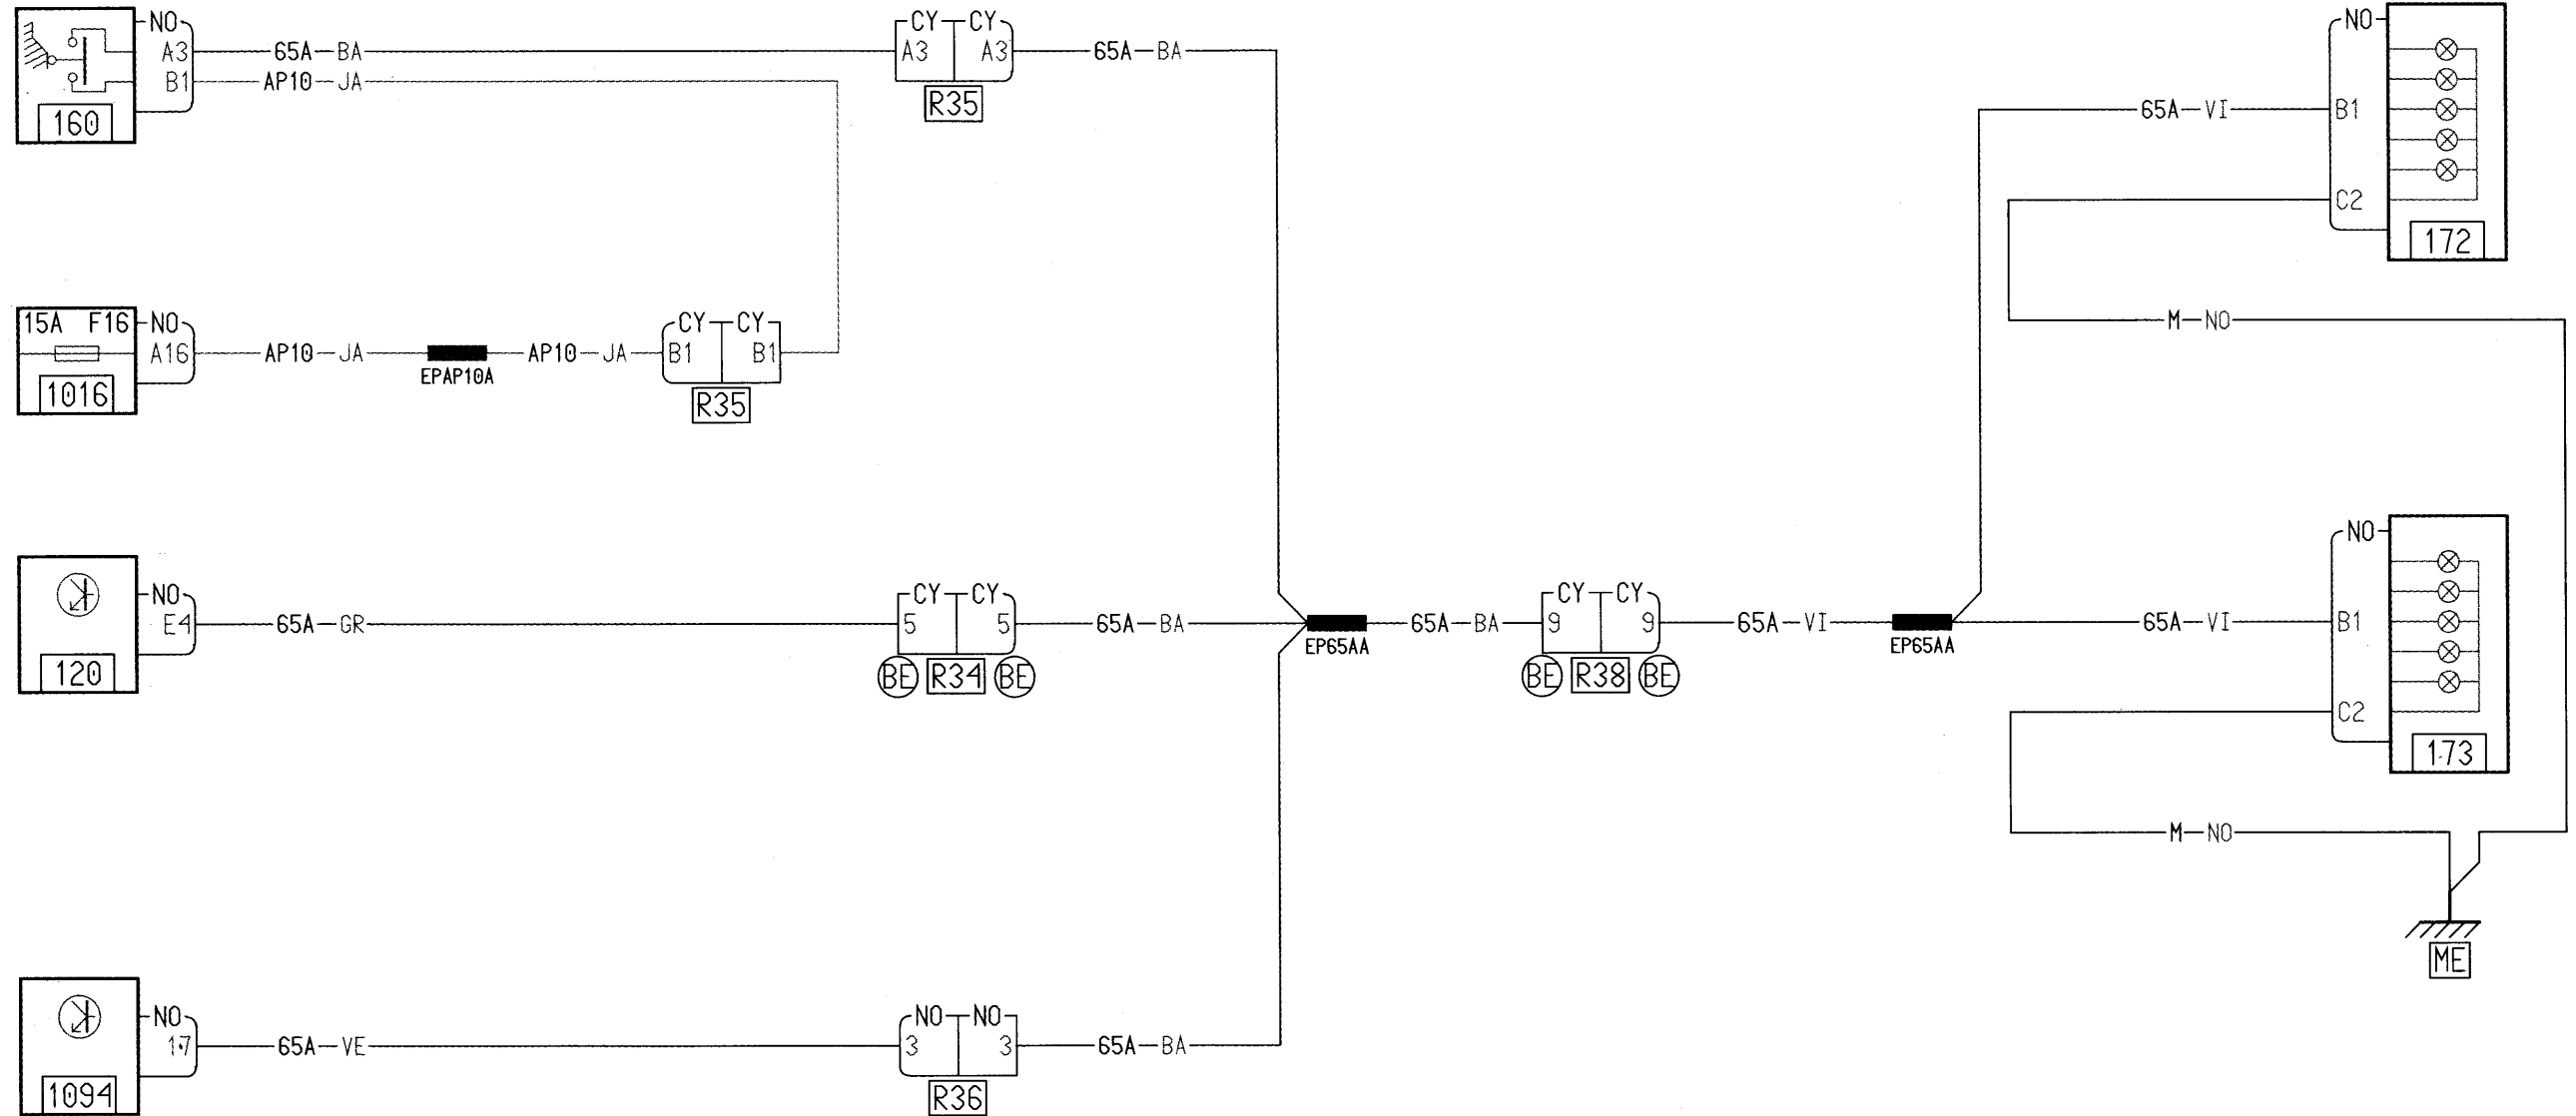 NO
A3 65A BA
B1 AP10 JA
160
CY CY
A3 A3
R35
65A BA
15A F16 NO
A16 AP10 JA
1016
EPAP10A
AP10 JA
CY CY
B1 B1
R35
NO
E4 65A GR
120
CY CY
5 5
BE R34 BE
65A BA
EP65AA
65A BA
CY CY
9 9
BE R38 BE
65A VI
EP65AA
NO
17 65A VE
1094
NO NO
3 3
R36
65A BA
NO
65A VI B1
C2
172
M NO
NO
65A VI B1
C2
173
M NO
ME